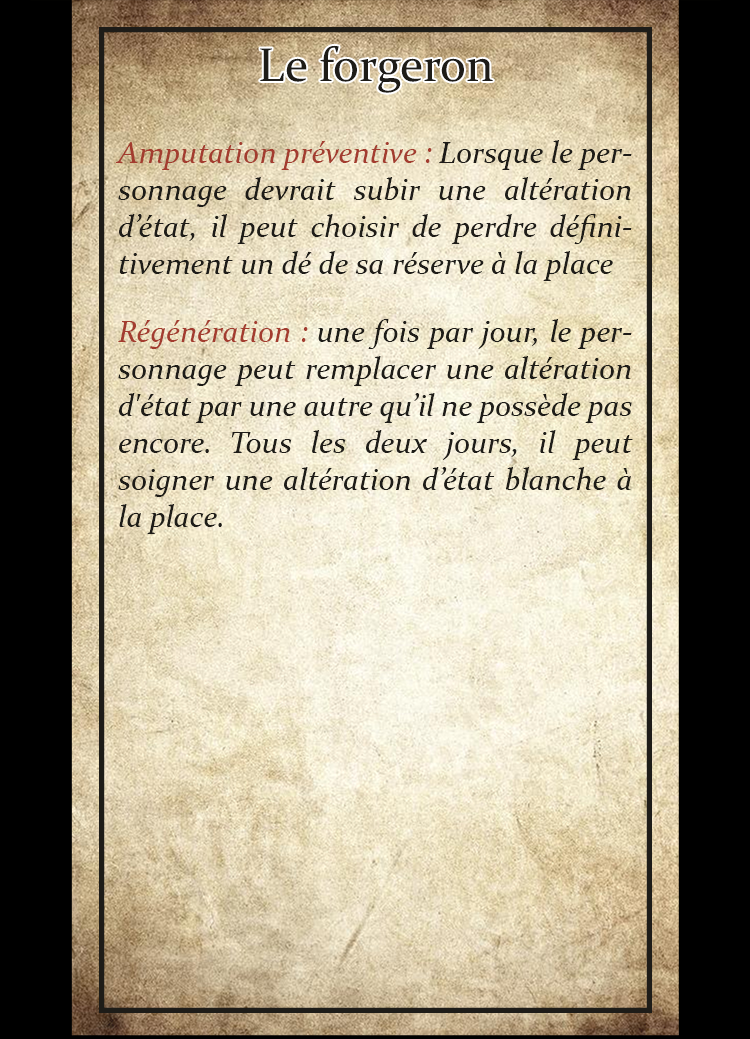 Le forgeron
Amputation préventive : Lorsque le per-
sonnage devrait subir une altération
d’état, il peut choisir de perdre défini-
tivement un dé de sa réserve à la place
Régénération : une fois par jour, le per-
sonnage peut remplacer une altération
d'état par une autre qu’il ne possède pas
encore. Tous les deux jours, il peut
soigner une altération d’état blanche à
la place.